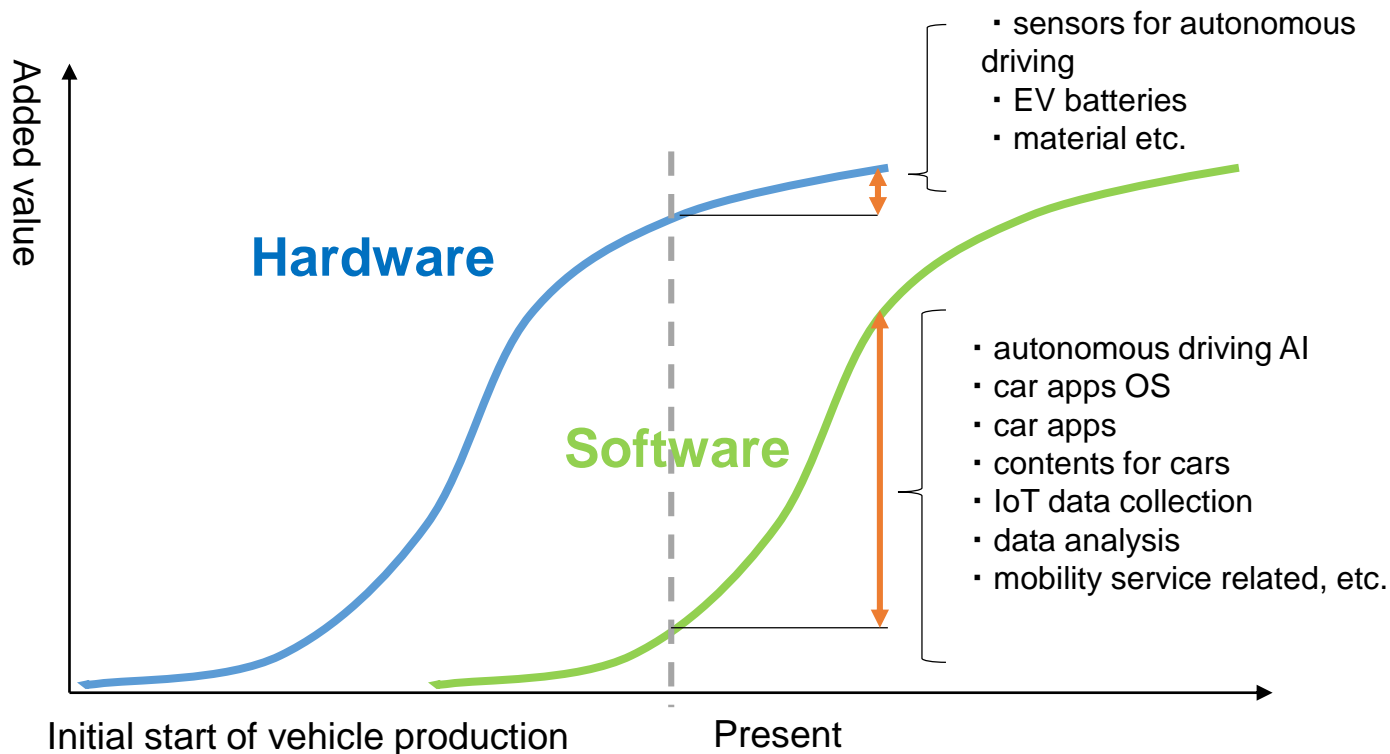 Added value
・sensors for autonomous
driving
・EV batteries
・material etc.
Hardware
Software
・autonomous driving AI
・car apps OS
・car apps
・contents for cars
・IoT data collection
・data analysis
・mobility service related, etc.
Initial start of vehicle production
Present